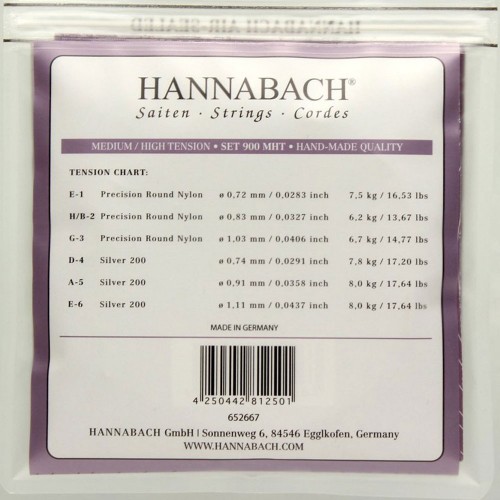 HANNABACH AIR-SEALED
HANNABACH®
Saiten · Strings · Cordes
MEDIUM / HIGH TENSION • SET 900 MHT • HAND-MADE QUALITY
TENSION CHART:
E-1 Precision Round Nylon ø 0,72 mm / 0,0283 inch 7,5 kg / 16,53 lbs
H/B-2 Precision Round Nylon ø 0,83 mm / 0,0327 inch 6,2 kg / 13,67 lbs
G-3 Precision Round Nylon ø 1,03 mm / 0,0406 inch 6,7 kg / 14,77 lbs
D-4 Silver 200 ø 0,74 mm / 0,0291 inch 7,8 kg / 17,20 lbs
A-5 Silver 200 ø 0,91 mm / 0,0358 inch 8,0 kg / 17,64 lbs
E-6 Silver 200 ø 1,11 mm / 0,0437 inch 8,0 kg / 17,64 lbs
MADE IN GERMANY
4 250442 812501
652667
HANNABACH GmbH | Sonnenweg 6, 84546 Egglkofen, Germany
WWW.HANNABACH.COM